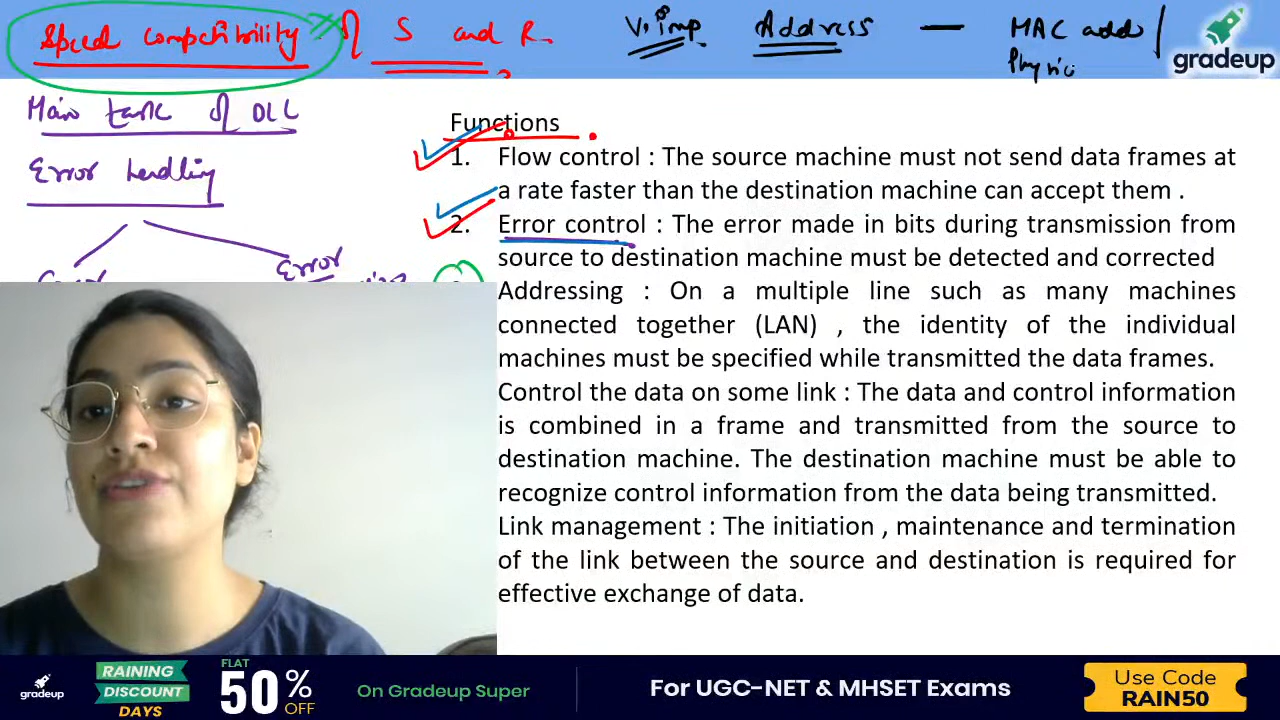 Speed compatibility of S and R.
V.imp Address — MAC addr/
Physic
gradeup
Main task of DLL
Error handling
Error
Functions
1. Flow control : The source machine must not send data frames at
a rate faster than the destination machine can accept them .
2. Error control : The error made in bits during transmission from
source to destination machine must be detected and corrected
Addressing : On a multiple line such as many machines
connected together (LAN) , the identity of the individual
machines must be specified while transmitted the data frames.
Control the data on some link : The data and control information
is combined in a frame and transmitted from the source to
destination machine. The destination machine must be able to
recognize control information from the data being transmitted.
Link management : The initiation , maintenance and termination
of the link between the source and destination is required for
effective exchange of data.
gradeup
RAINING
DISCOUNT
DAYS
FLAT
50 % OFF
On Gradeup Super
For UGC-NET & MHSET Exams
Use Code
RAIN50